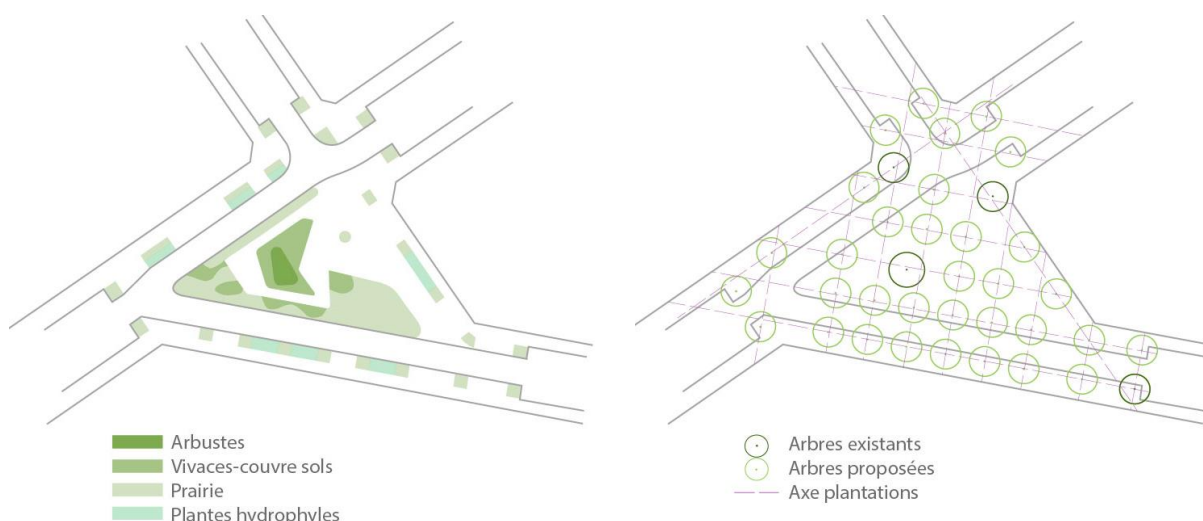 Arbustes
Vivaces-couvre sols
Prairie
Plantes hydrophyles
Arbres existants
Arbres proposées
Axe plantations